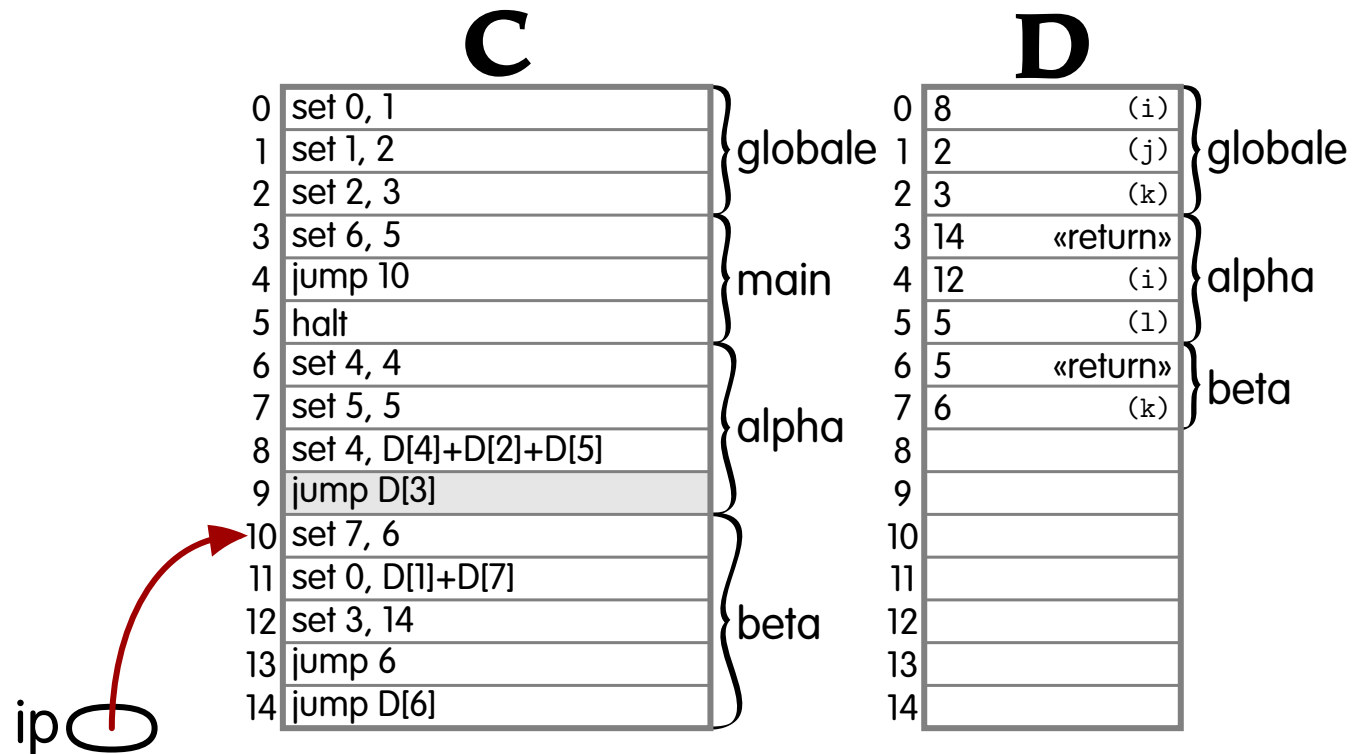 C D
0 set 0, 1 0 8 (i)
1 set 1, 2 globale 1 2 (j) globale
2 set 2, 3 2 3 (k)
3 set 6, 5 3 14 «return»
4 jump 10 main 4 12 (i) alpha
5 halt 5 5 (l)
6 set 4, 4 6 5 «return»
beta
7 set 5, 5 7 6 (k)
alpha
8 set 4, D[4]+D[2]+D[5] 8
9 jump D[3] 9
10 set 7, 6 10
11 set 0, D[1]+D[7] 11
12 set 3, 14 beta 12
13 jump 6 13
14 jump D[6] 14
ip